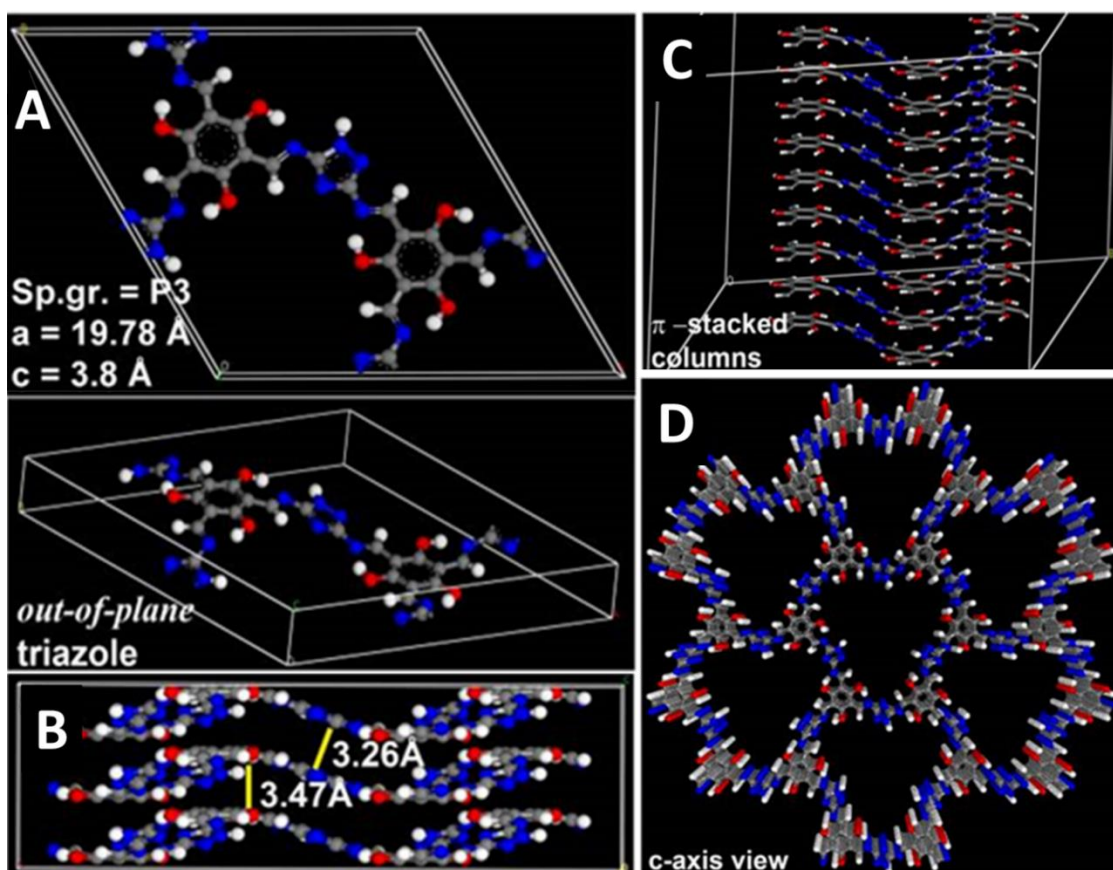 A
Sp.gr. = P3
a = 19.78 Å
c = 3.8 Å
out-of-plane
triazole
B
3.26Å
3.47Å
C
π –stacked
columns
D
c-axis view